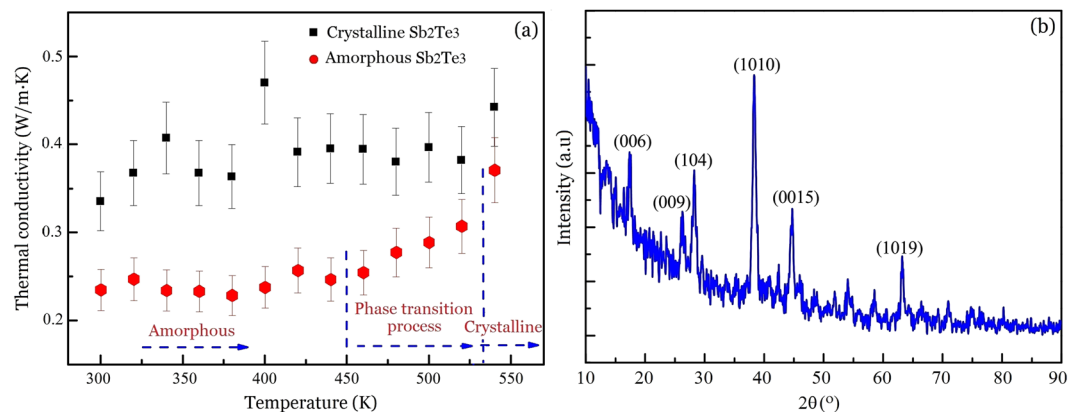 (a)
Crystalline Sb2Te3
Amorphous Sb2Te3
0.5
0.4
0.3
0.2
Thermal conductivity (W/m·K)
Amorphous
Phase transition
process
Crystalline
300
350
400
450
500
550
Temperature (K)
(b)
(1010)
(006)
(104)
(009)
(0015)
(1019)
Intensity (a.u)
10
20
30
40
50
60
70
80
90
2θ (°)